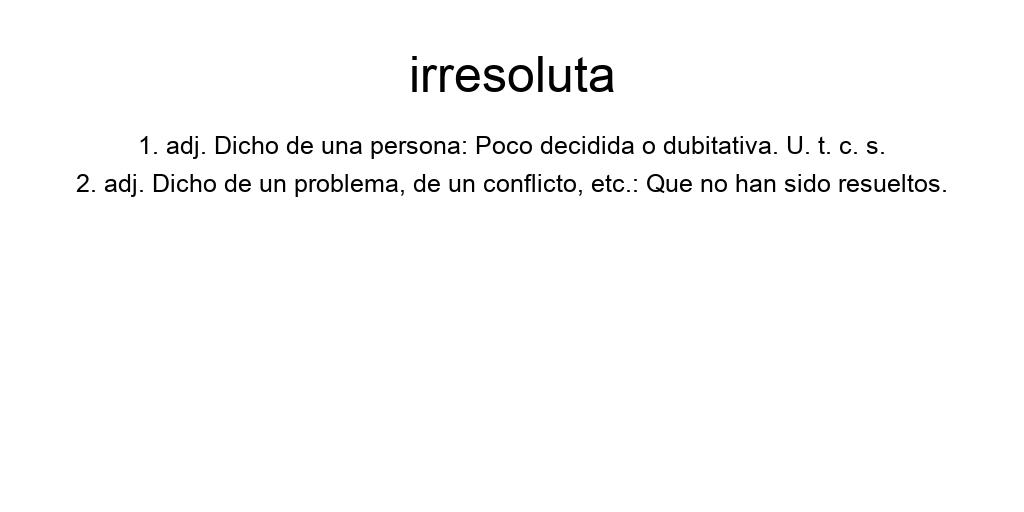 irresoluta
1. adj. Dicho de una persona: Poco decidida o dubitativa. U. t. c. s.
2. adj. Dicho de un problema, de un conflicto, etc.: Que no han sido resueltos.